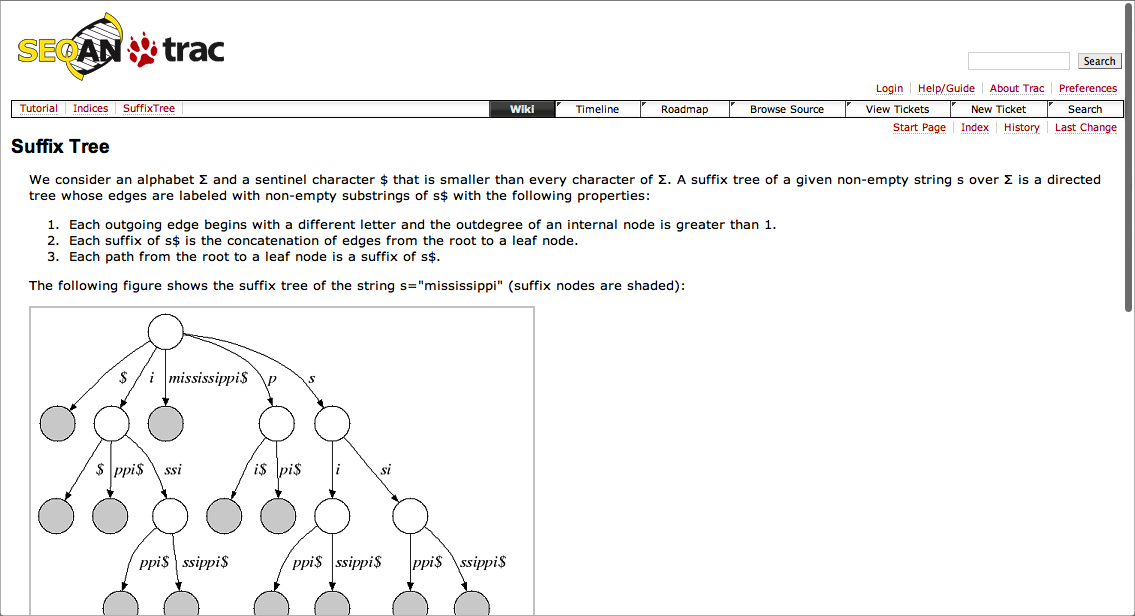 SEQAN trac
Search
Login Help/Guide About Trac Preferences
Tutorial Indices SuffixTree Wiki Timeline Roadmap Browse Source View Tickets New Ticket Search
Start Page Index History Last Change
Suffix Tree
We consider an alphabet Σ and a sentinel character $ that is smaller than every character of Σ. A suffix tree of a given non-empty string s over Σ is a directed
tree whose edges are labeled with non-empty substrings of s$ with the following properties:
1. Each outgoing edge begins with a different letter and the outdegree of an internal node is greater than 1.
2. Each suffix of s$ is the concatenation of edges from the root to a leaf node.
3. Each path from the root to a leaf node is a suffix of s$.
The following figure shows the suffix tree of the string s="mississippi" (suffix nodes are shaded):
$ i mississippi$ p s
$ ppi$ ssi i$ pi$ i si
ppi$ ssippi$ ppi$ ssippi$ ppi$ ssippi$